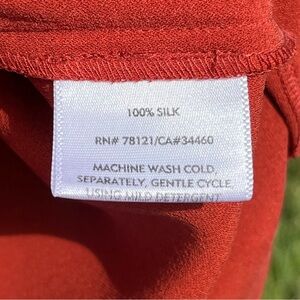 100% SILK
RN# 78121/CA#34460
MACHINE WASH COLD,
SEPARATELY, GENTLE CYCLE
USING MILD DETERGENT